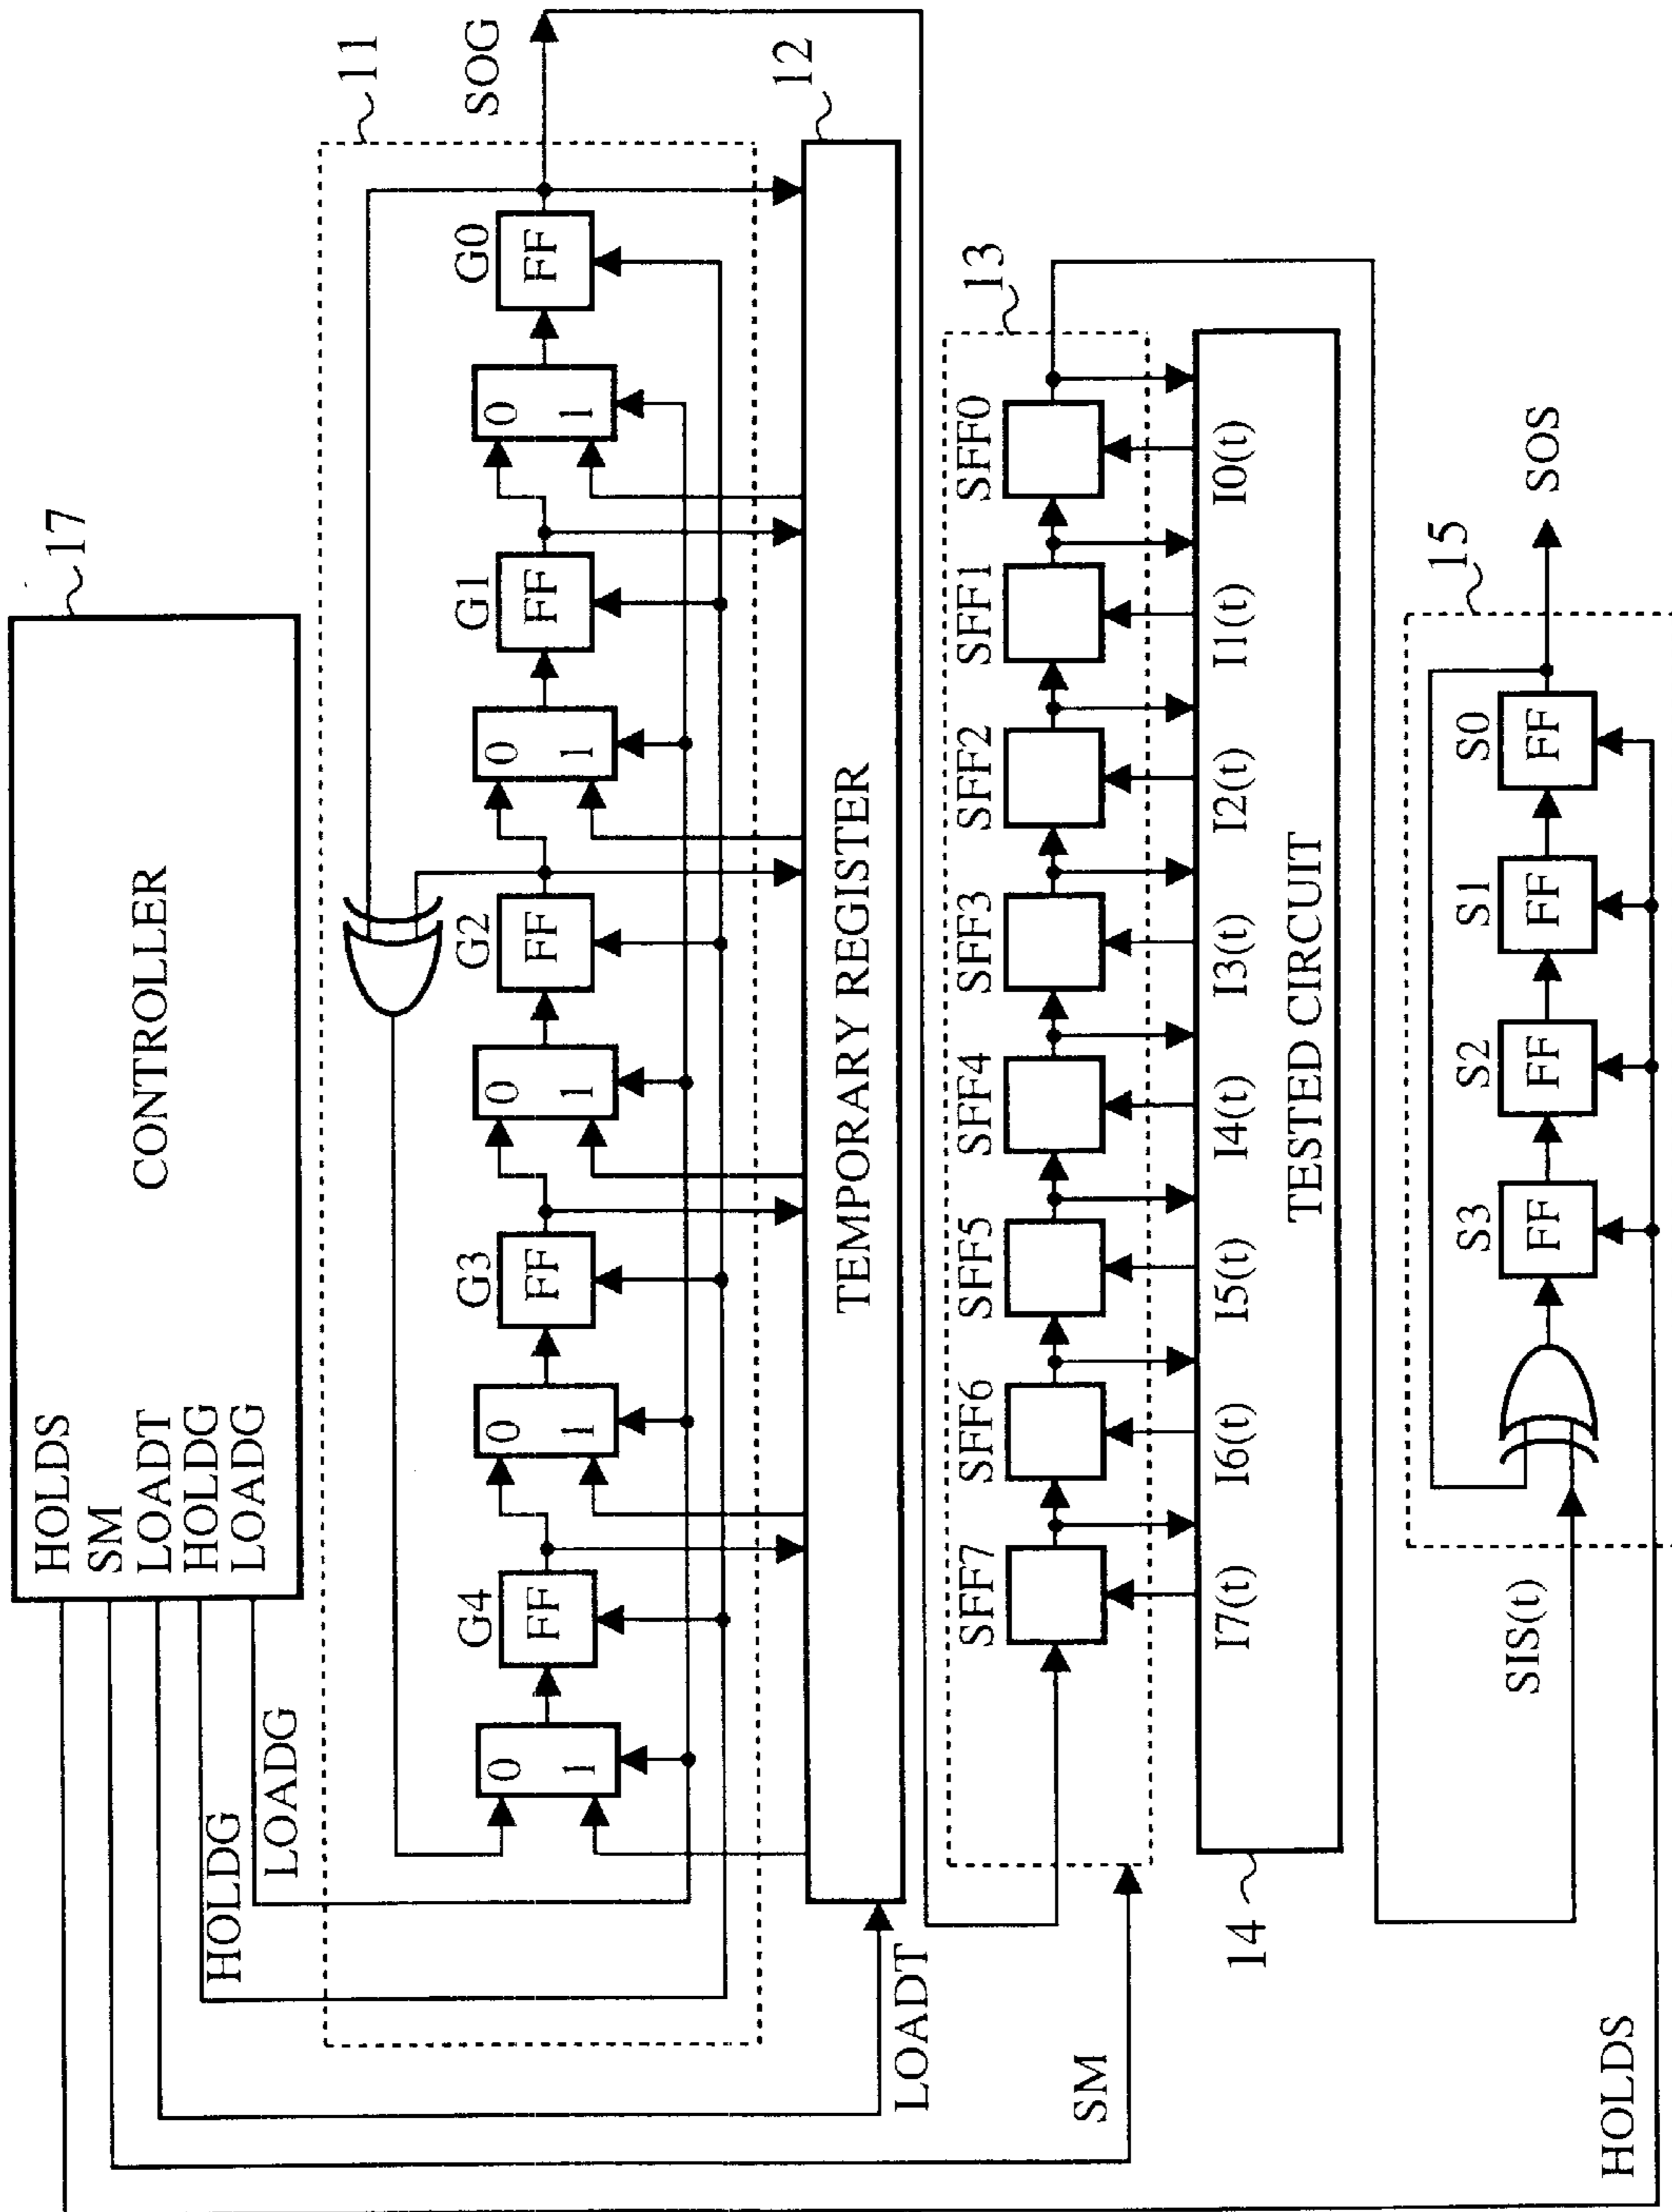 17
CONTROLLER
HOLDS
SM
LOADT
HOLDG
LOADG
HOLDG
LOADG
11
SOG
G4
G3
G2
G1
G0
FF
FF
FF
FF
FF
0
1
0
1
0
1
0
1
0
1
12
TEMPORARY REGISTER
LOADT
13
SFF7
SFF6
SFF5
SFF4
SFF3
SFF2
SFF1
SFF0
SM
I7(t)
I6(t)
I5(t)
I4(t)
I3(t)
I2(t)
I1(t)
I0(t)
TESTED CIRCUIT
14
15
SIS(t)
S3
S2
S1
S0
FF
FF
FF
FF
SOS
HOLDS